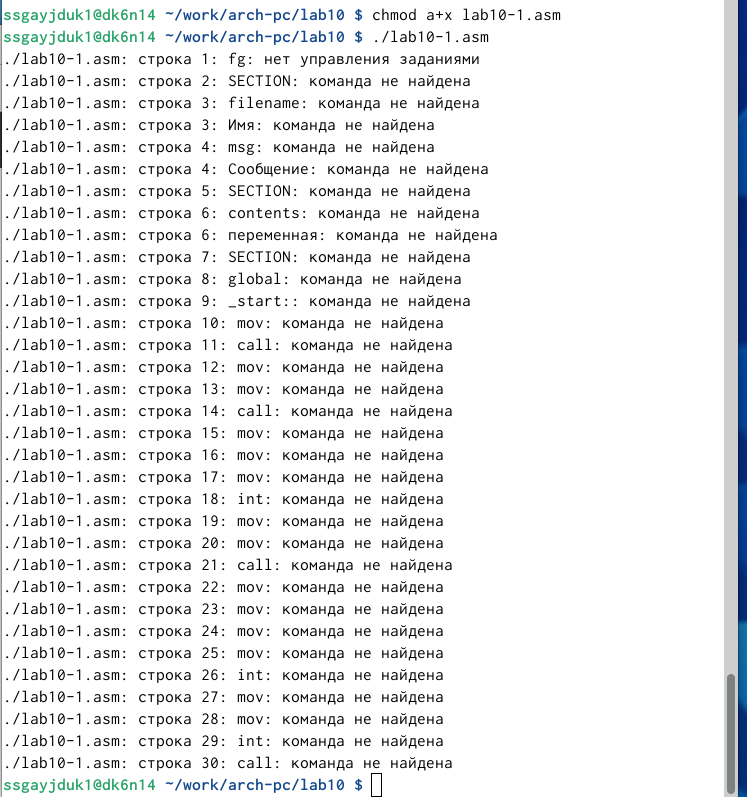 ssgayjduk1@dk6n14 ~/work/arch-pc/lab10 $ chmod a+x lab10-1.asm
ssgayjduk1@dk6n14 ~/work/arch-pc/lab10 $ ./lab10-1.asm
./lab10-1.asm: строка 1: fg: нет управления заданиями
./lab10-1.asm: строка 2: SECTION: команда не найдена
./lab10-1.asm: строка 3: filename: команда не найдена
./lab10-1.asm: строка 3: Имя: команда не найдена
./lab10-1.asm: строка 4: msg: команда не найдена
./lab10-1.asm: строка 4: Сообщение: команда не найдена
./lab10-1.asm: строка 5: SECTION: команда не найдена
./lab10-1.asm: строка 6: contents: команда не найдена
./lab10-1.asm: строка 6: переменная: команда не найдена
./lab10-1.asm: строка 7: SECTION: команда не найдена
./lab10-1.asm: строка 8: global: команда не найдена
./lab10-1.asm: строка 9: _start:: команда не найдена
./lab10-1.asm: строка 10: mov: команда не найдена
./lab10-1.asm: строка 11: call: команда не найдена
./lab10-1.asm: строка 12: mov: команда не найдена
./lab10-1.asm: строка 13: mov: команда не найдена
./lab10-1.asm: строка 14: call: команда не найдена
./lab10-1.asm: строка 15: mov: команда не найдена
./lab10-1.asm: строка 16: mov: команда не найдена
./lab10-1.asm: строка 17: mov: команда не найдена
./lab10-1.asm: строка 18: int: команда не найдена
./lab10-1.asm: строка 19: mov: команда не найдена
./lab10-1.asm: строка 20: mov: команда не найдена
./lab10-1.asm: строка 21: call: команда не найдена
./lab10-1.asm: строка 22: mov: команда не найдена
./lab10-1.asm: строка 23: mov: команда не найдена
./lab10-1.asm: строка 24: mov: команда не найдена
./lab10-1.asm: строка 25: mov: команда не найдена
./lab10-1.asm: строка 26: int: команда не найдена
./lab10-1.asm: строка 27: mov: команда не найдена
./lab10-1.asm: строка 28: mov: команда не найдена
./lab10-1.asm: строка 29: int: команда не найдена
./lab10-1.asm: строка 30: call: команда не найдена
ssgayjduk1@dk6n14 ~/work/arch-pc/lab10 $